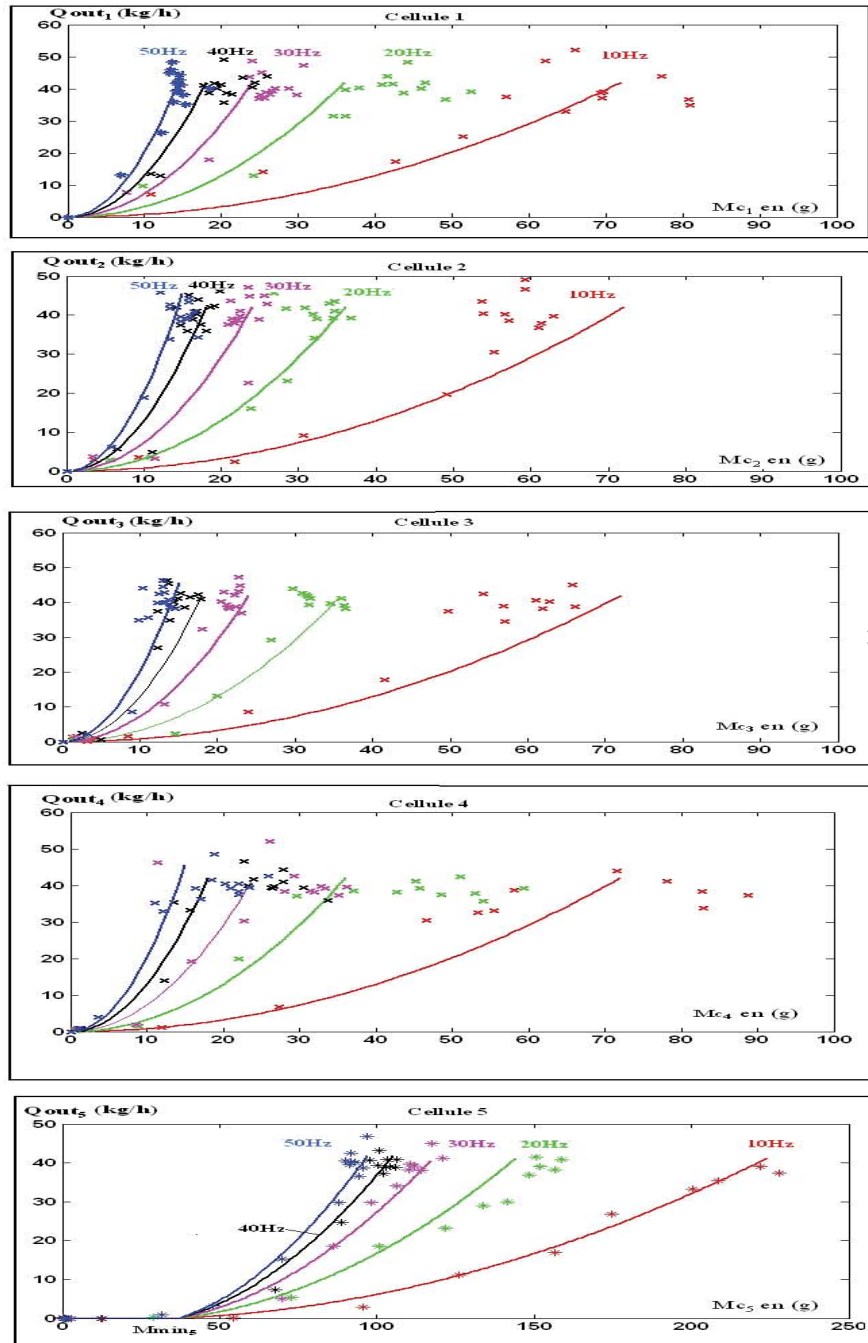 Qout₁ (kg/h)
Cellule 1
60
50
40
30
20
10
0
50Hz
40Hz
30Hz
20Hz
10Hz
Mc₁ en (g)
0 10 20 30 40 50 60 70 80 90 100
Qout₂ (kg/h)
Cellule 2
50
45
40
35
30
25
20
15
10
5
0
50Hz
40Hz
30Hz
20Hz
10Hz
Mc₂ en (g)
0 10 20 30 40 50 60 70 80 90 100
Qout₃ (kg/h)
Cellule 3
60
50
40
30
20
10
0
Mc₃ en (g)
0 10 20 30 40 50 60 70 80 90 100
Qout₄ (kg/h)
Cellule 4
60
50
40
30
20
10
0
Mc₄ en (g)
0 10 20 30 40 50 60 70 80 90 100
Qout₅ (kg/h)
Cellule 5
50
40
30
20
10
0
50Hz
40Hz
30Hz
20Hz
10Hz
Mc₅ en (g)
0 Mmin₅ 50 100 150 200 250